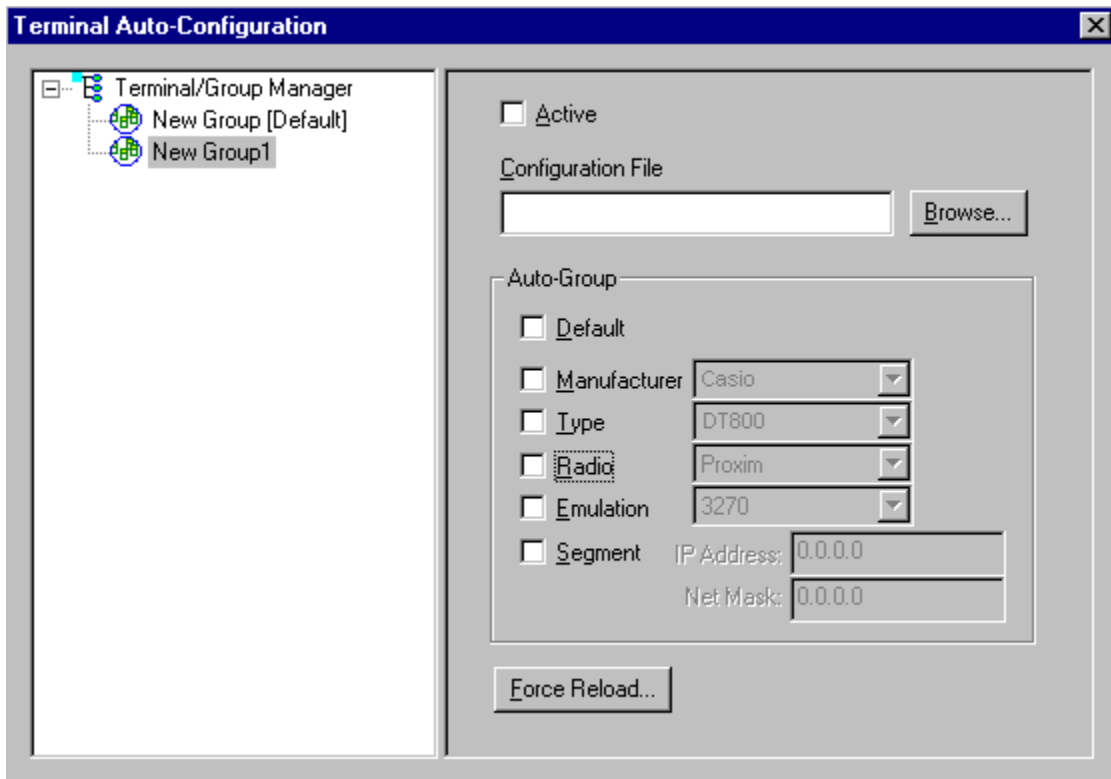 Terminal Auto-Configuration
Terminal/Group Manager
New Group [Default]
New Group1
Active
Configuration File
Browse...
Auto-Group
Default
Manufacturer Casio
Type DT800
Radio Proxim
Emulation 3270
Segment IP Address: 0.0.0.0
Net Mask: 0.0.0.0
Force Reload...